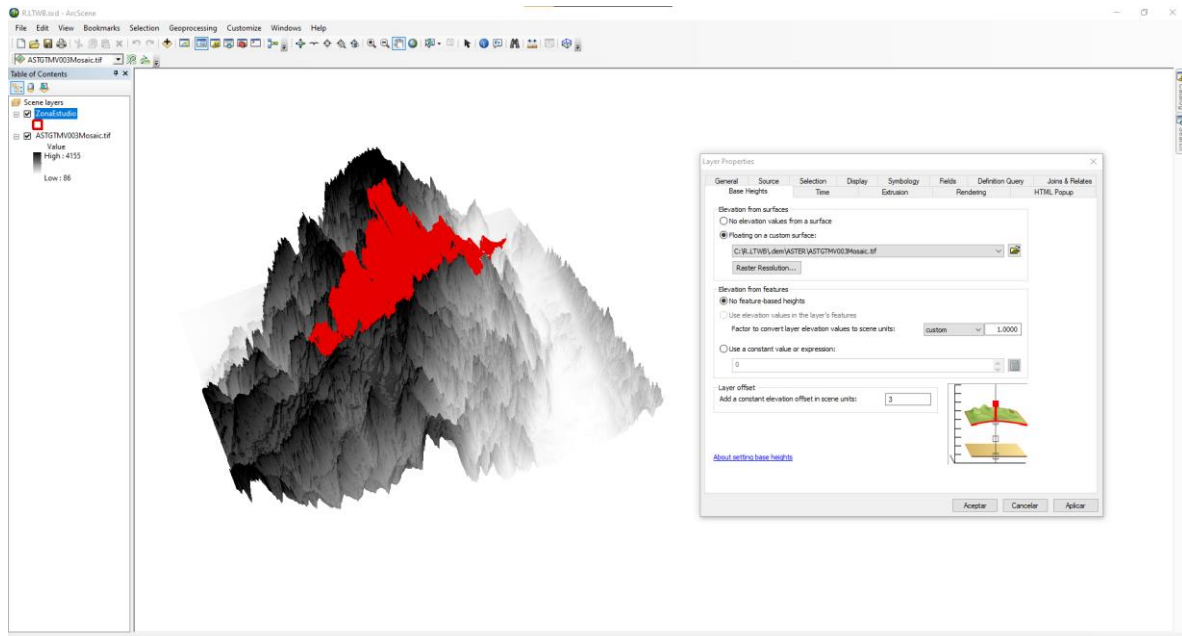 R.LTWB.sxd - ArcScene
File Edit View Bookmarks Selection Geoprocessing Customize Windows Help
ASTGTMV003Mosaic.tif
Table of Contents
Scene layers
ZonaEstudio
ASTGTMV003Mosaic.tif
Value
High : 4155
Low : 86
Layer Properties
General Source Selection Display Symbology Fields Definition Query Joins & Relates
Base Heights Time Extrusion Rendering HTML Popup
Elevation from surfaces
No elevation values from a surface
Floating on a custom surface:
C:\R.LTWB\.dem\ASTER\ASTGTMV003Mosaic.tif
Raster Resolution...
Elevation from features
No feature-based heights
Use elevation values in the layer's features
Factor to convert layer elevation values to scene units: custom 1.0000
Use a constant value or expression:
0
Layer offset
Add a constant elevation offset in scene units: 3
About setting base heights
Aceptar Cancelar Aplicar